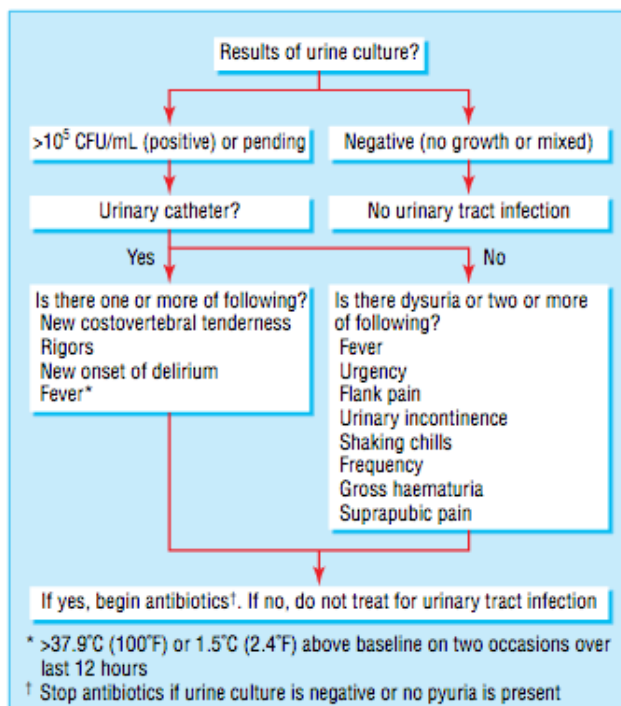 Results of urine culture?
>10⁵ CFU/mL (positive) or pending
Negative (no growth or mixed)
Urinary catheter?
No urinary tract infection
Yes
No
Is there one or more of following?
New costovertebral tenderness
Rigors
New onset of delirium
Fever*
Is there dysuria or two or more
of following?
Fever
Urgency
Flank pain
Urinary incontinence
Shaking chills
Frequency
Gross haematuria
Suprapubic pain
If yes, begin antibiotics†. If no, do not treat for urinary tract infection
* >37.9˚C (100˚F) or 1.5˚C (2.4˚F) above baseline on two occasions over
last 12 hours
† Stop antibiotics if urine culture is negative or no pyuria is present